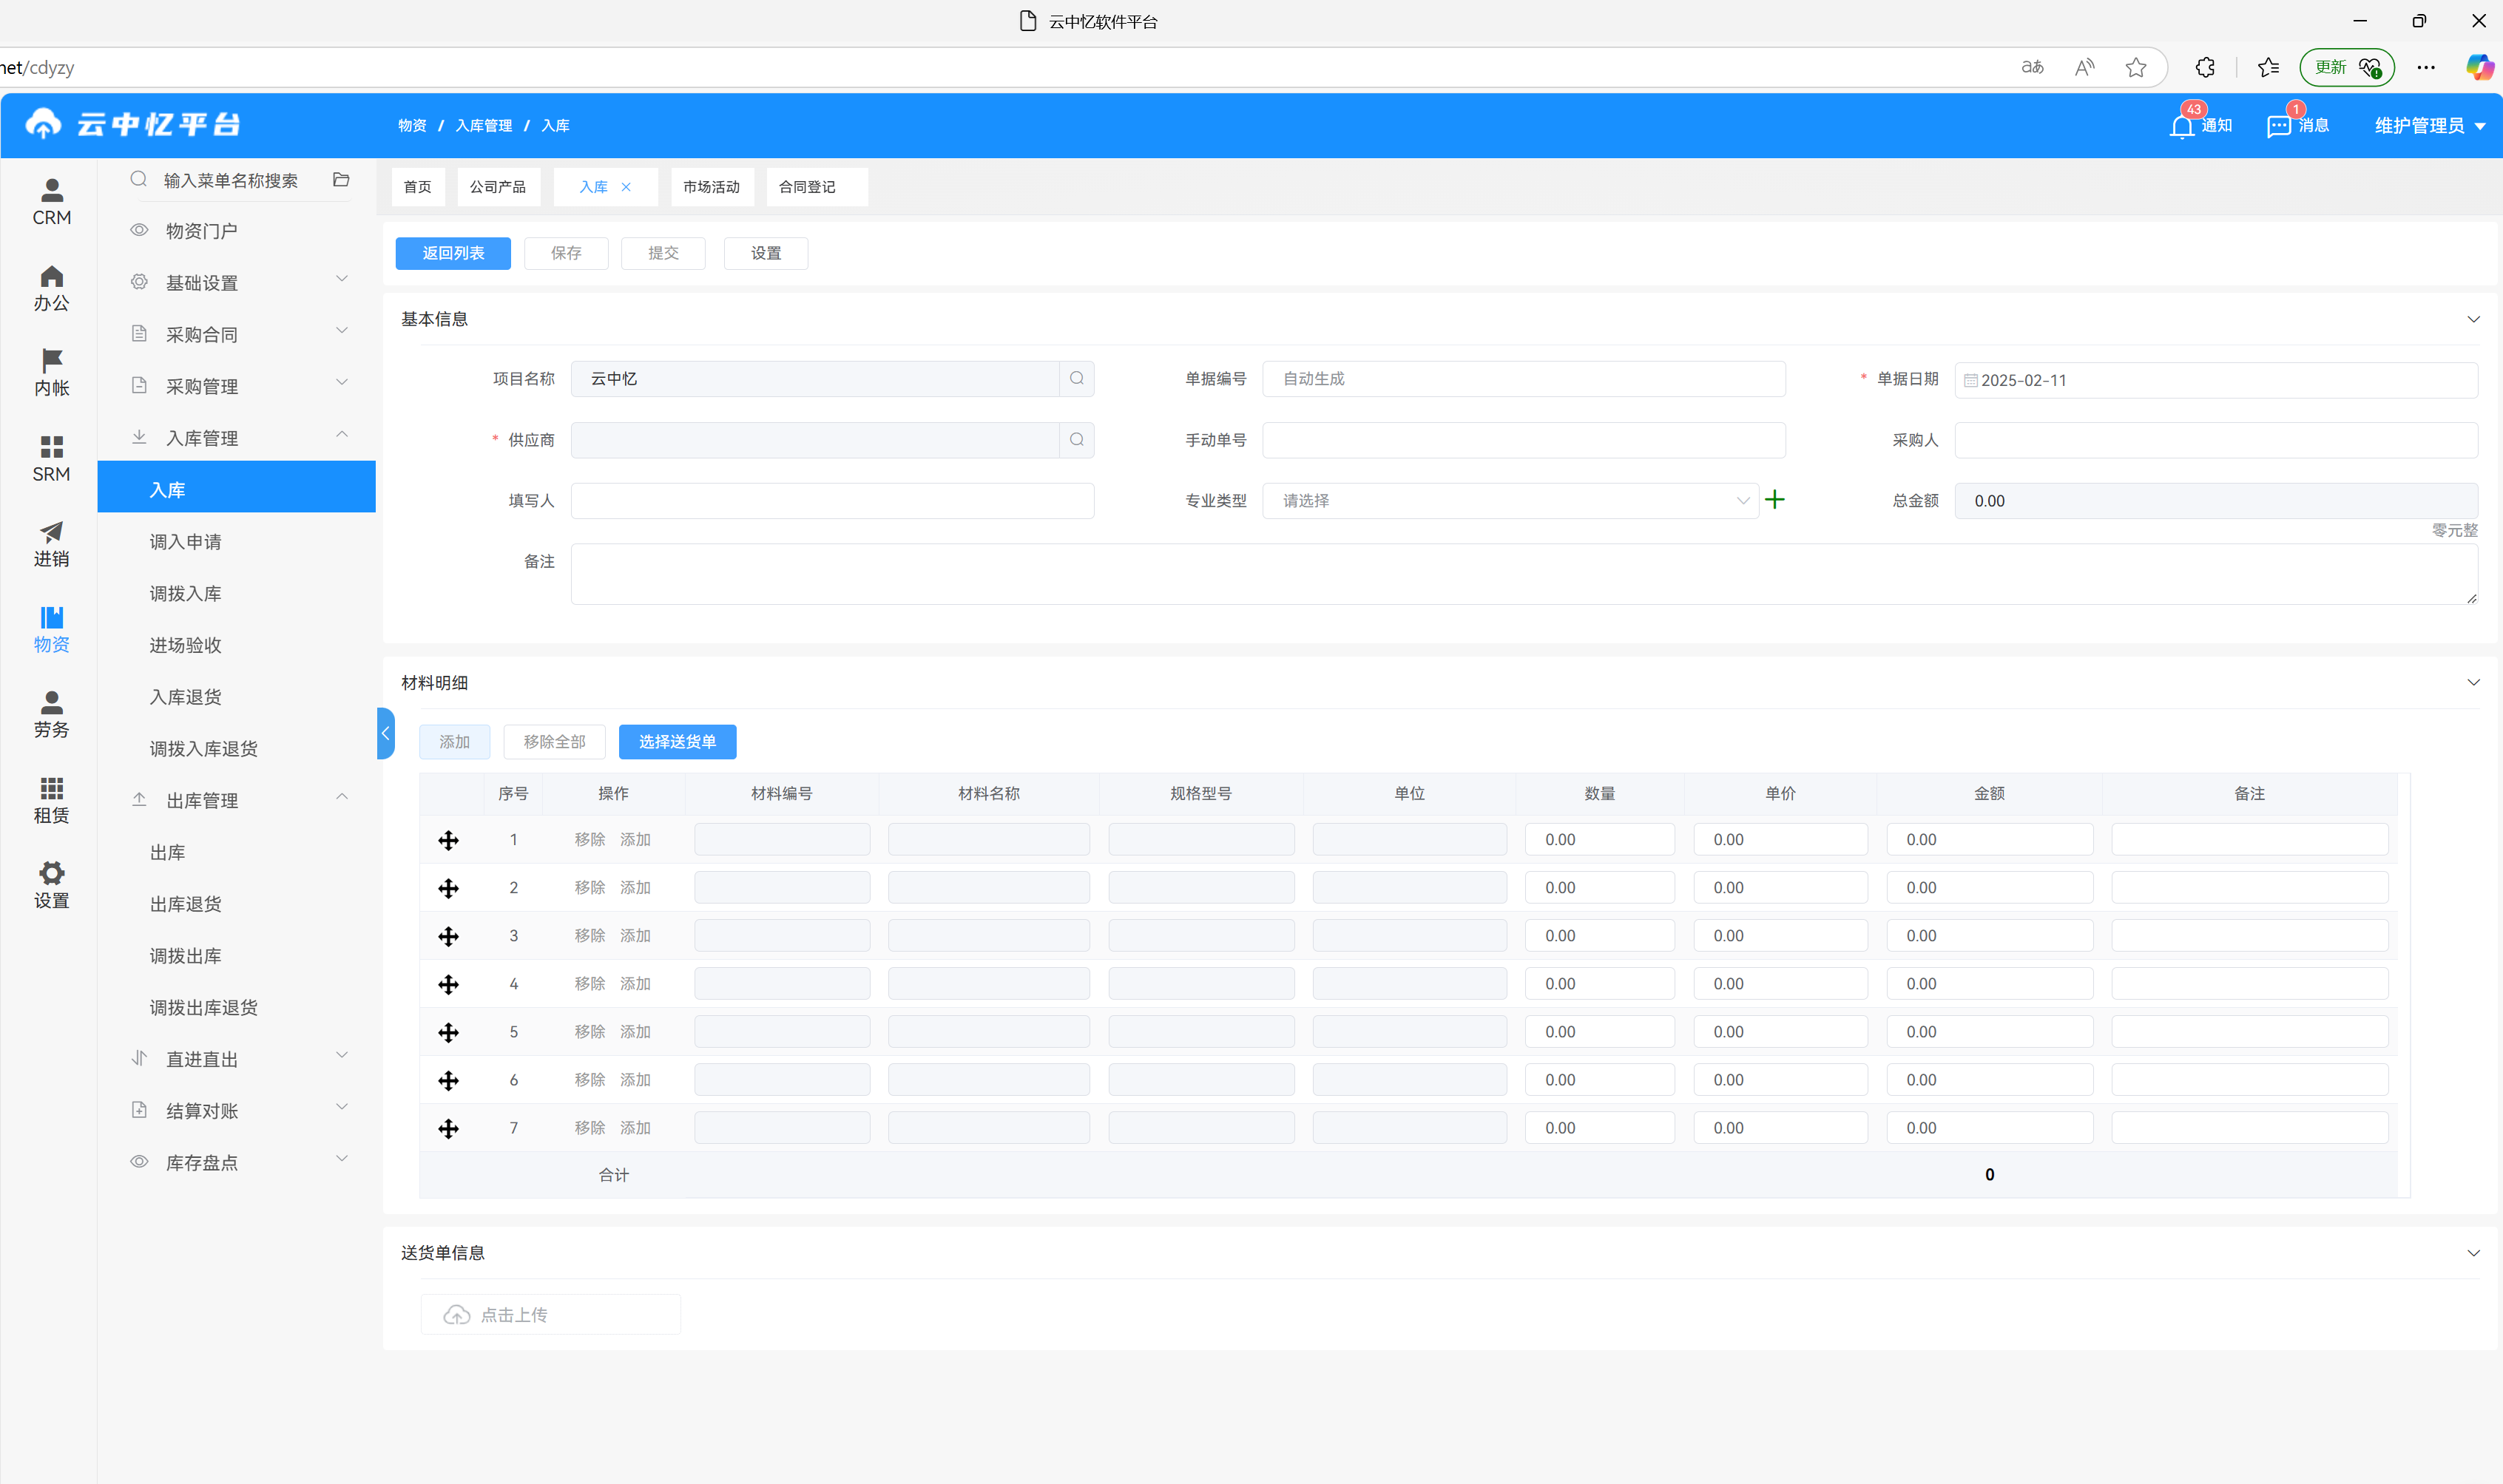 云中忆软件平台
net/cdyzy
更新
云中忆平台
物资 / 入库管理 / 入库
43 通知
1 消息
维护管理员
CRM
办公
内帐
SRM
进销
物资
劳务
租赁
设置
输入菜单名称搜索
物资门户
基础设置
采购合同
采购管理
入库管理
入库
调入申请
调拨入库
进场验收
入库退货
调拨入库退货
出库管理
出库
出库退货
调拨出库
调拨出库退货
直进直出
结算对账
库存盘点
首页 公司产品 入库 市场活动 合同登记
返回列表 保存 提交 设置
基本信息
项目名称 云中忆 单据编号 自动生成 * 单据日期 2025-02-11
* 供应商 手动单号 采购人
填写人 专业类型 请选择 总金额 0.00
零元整
备注
材料明细
添加 移除全部 选择送货单
序号 操作 材料编号 材料名称 规格型号 单位 数量 单价 金额 备注
1 移除 添加 0.00 0.00 0.00
2 移除 添加 0.00 0.00 0.00
3 移除 添加 0.00 0.00 0.00
4 移除 添加 0.00 0.00 0.00
5 移除 添加 0.00 0.00 0.00
6 移除 添加 0.00 0.00 0.00
7 移除 添加 0.00 0.00 0.00
合计 0
送货单信息
点击上传